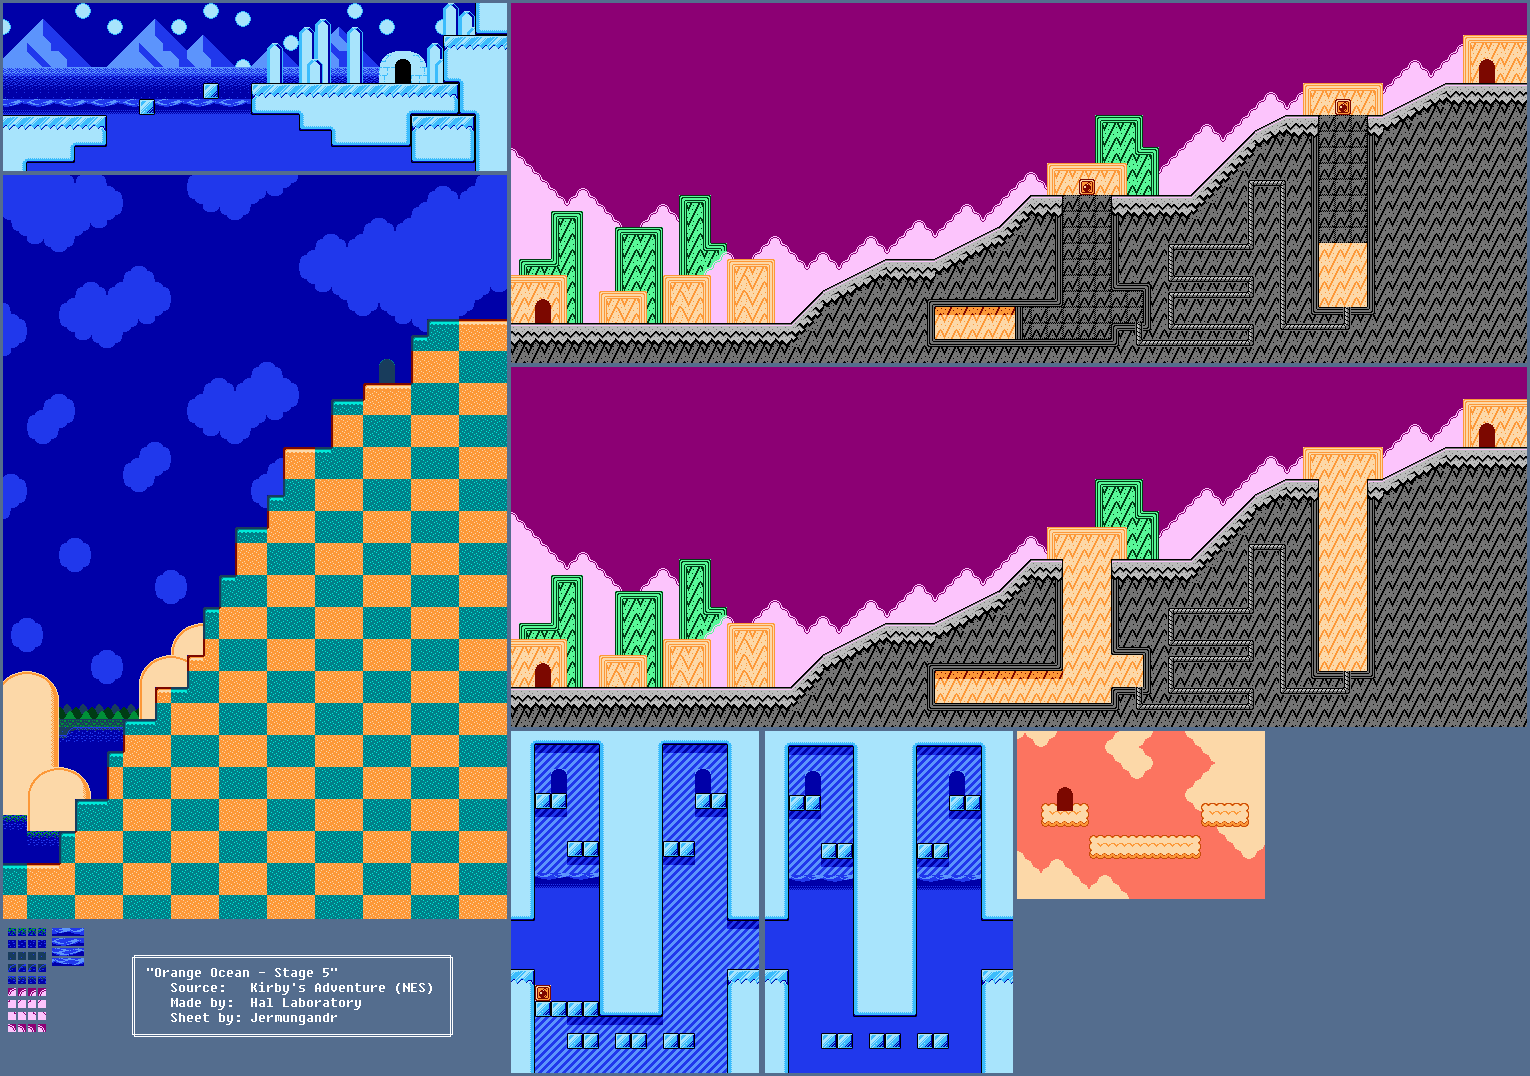 "Orange Ocean - Stage 5"
Source: Kirby's Adventure (NES)
Made by: Hal Laboratory
Sheet by: Jermungandr